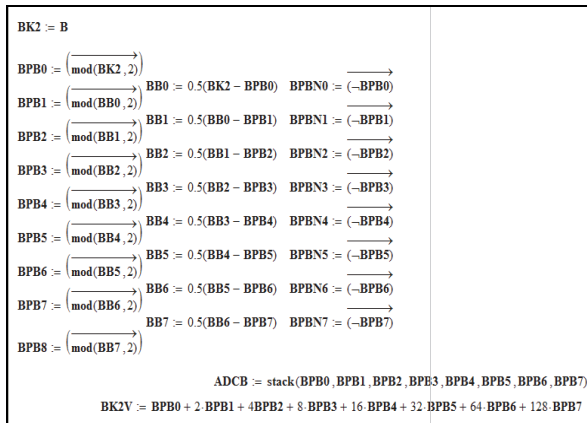 BK2 := B
BPB0 := (mod(BK2,2))
BB0 := 0.5(BK2 − BPB0) BPBN0 := (¬BPB0)
BPB1 := (mod(BB0,2))
BB1 := 0.5(BB0 − BPB1) BPBN1 := (¬BPB1)
BPB2 := (mod(BB1,2))
BB2 := 0.5(BB1 − BPB2) BPBN2 := (¬BPB2)
BPB3 := (mod(BB2,2))
BB3 := 0.5(BB2 − BPB3) BPBN3 := (¬BPB3)
BPB4 := (mod(BB3,2))
BB4 := 0.5(BB3 − BPB4) BPBN4 := (¬BPB4)
BPB5 := (mod(BB4,2))
BB5 := 0.5(BB4 − BPB5) BPBN5 := (¬BPB5)
BPB6 := (mod(BB5,2))
BB6 := 0.5(BB5 − BPB6) BPBN6 := (¬BPB6)
BPB7 := (mod(BB6,2))
BB7 := 0.5(BB6 − BPB7) BPBN7 := (¬BPB7)
BPB8 := (mod(BB7,2))
ADCB := stack(BPB0,BPB1,BPB2,BPB3,BPB4,BPB5,BPB6,BPB7)
BK2V := BPB0 + 2·BPB1 + 4BPB2 + 8·BPB3 + 16·BPB4 + 32·BPB5 + 64·BPB6 + 128·BPB7